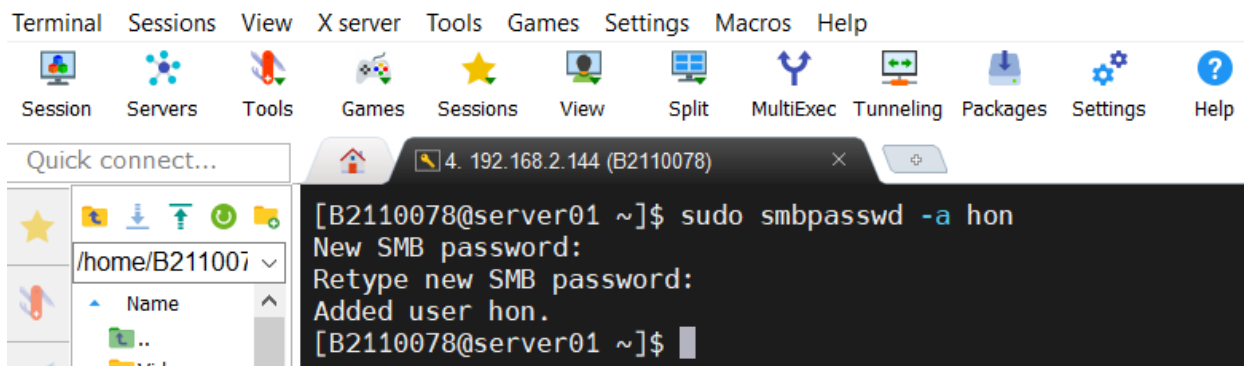 Terminal Sessions View X server Tools Games Settings Macros Help
Session Servers Tools Games Sessions View Split MultiExec Tunneling Packages Settings Help
Quick connect...
4. 192.168.2.144 (B2110078)
/home/B211007
Name
..
[B2110078@server01 ~]$ sudo smbpasswd -a hon
New SMB password:
Retype new SMB password:
Added user hon.
[B2110078@server01 ~]$